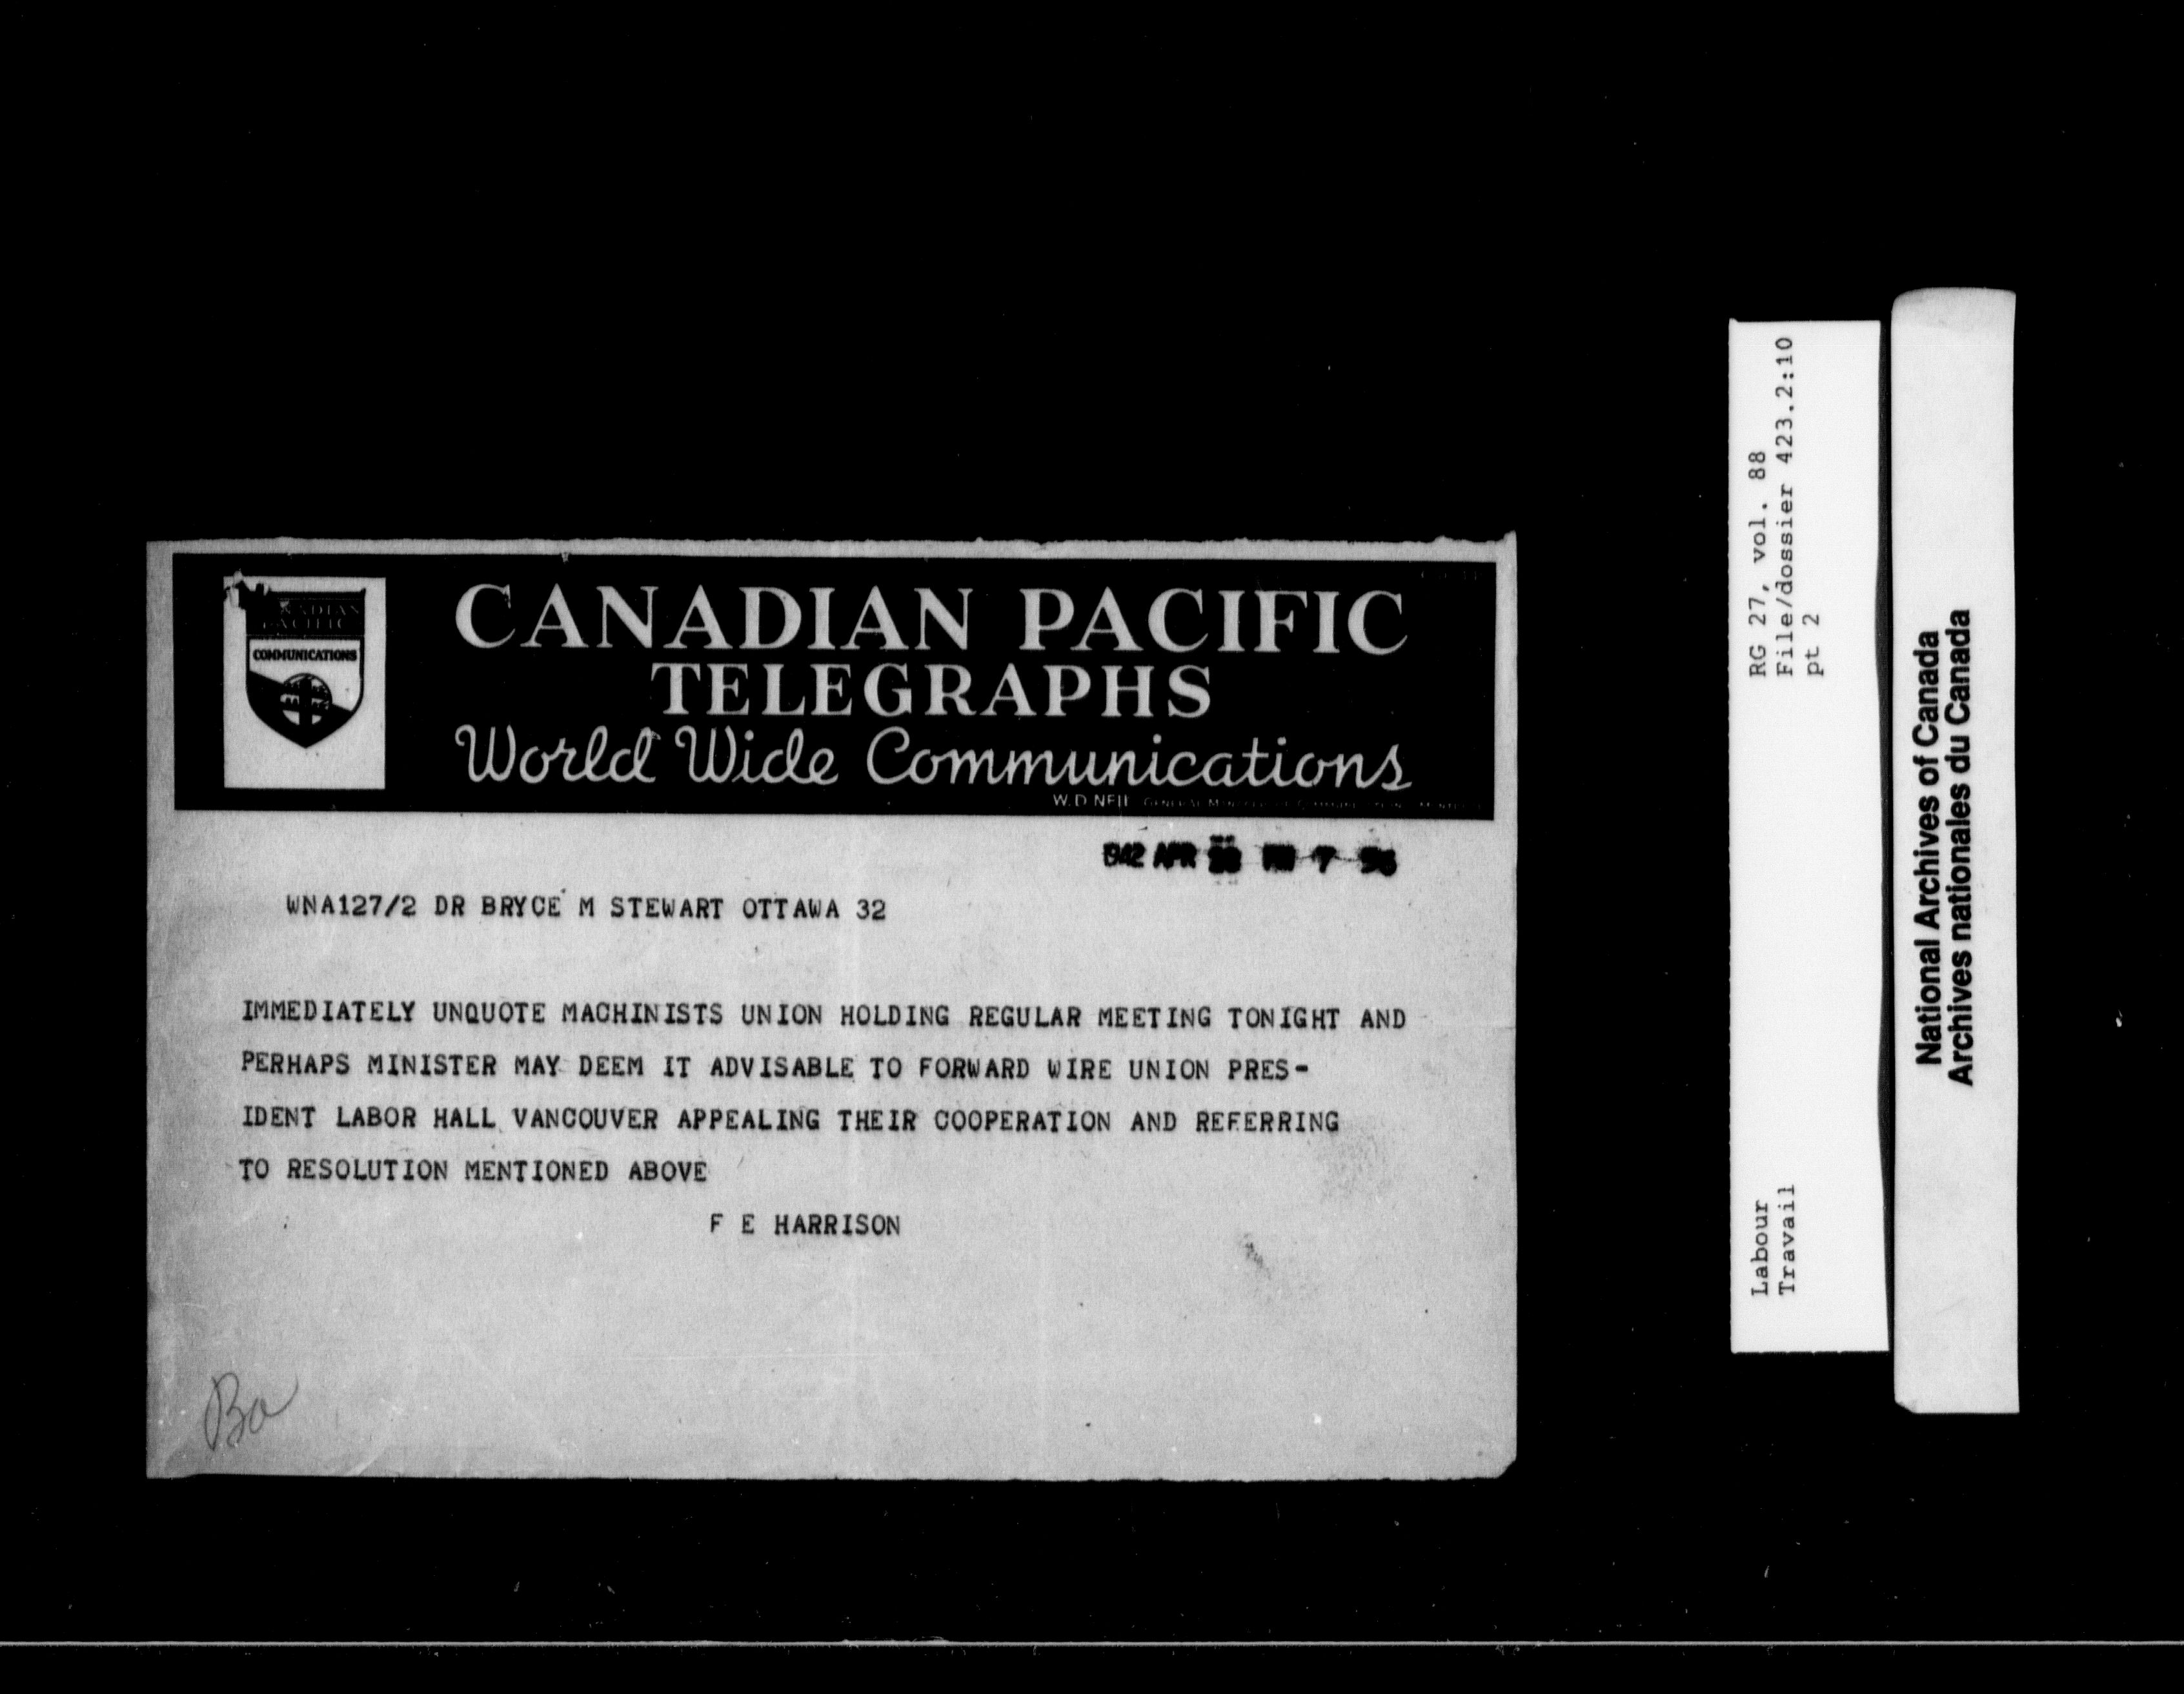 CANADIAN
PACIFIC
COMMUNICATIONS
CANADIAN PACIFIC
TELEGRAPHS
World Wide Communications
W.D. NEIL
1942 APR
WNA127/2 DR BRYCE M STEWART OTTAWA 32
IMMEDIATELY UNQUOTE MACHINISTS UNION HOLDING REGULAR MEETING TONIGHT AND
PERHAPS MINISTER MAY DEEM IT ADVISABLE TO FORWARD WIRE UNION PRES-
IDENT LABOR HALL VANCOUVER APPEALING THEIR COOPERATION AND REFERRING
TO RESOLUTION MENTIONED ABOVE
F E HARRISON
RG 27, vol. 88
File/dossier 423.2:10
pt 2
Labour
Travail
National Archives of Canada
Archives nationales du Canada